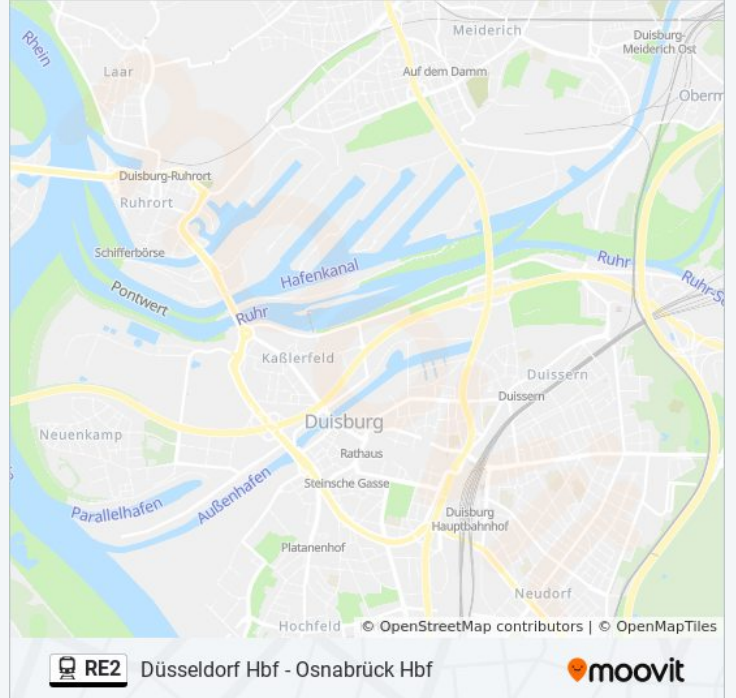 Meiderich
Duisburg-
Meiderich Ost
Rhein
Laar
Auf dem Damm
Oberm
Duisburg-Ruhrort
Ruhrort
Schifferbörse
Hafenkanal
Ruhr
Ruhr-Sc
Pontwert
Ruhr
Kaßlerfeld
Duissern
Duissern
Duisburg
Neuenkamp
Rathaus
Steinsche Gasse
Außenhafen
Parallelhafen
Duisburg
Hauptbahnhof
Platanenhof
Neudorf
Hochfeld
© OpenStreetMap contributors | © OpenMapTiles
RE2
Düsseldorf Hbf - Osnabrück Hbf
moovit